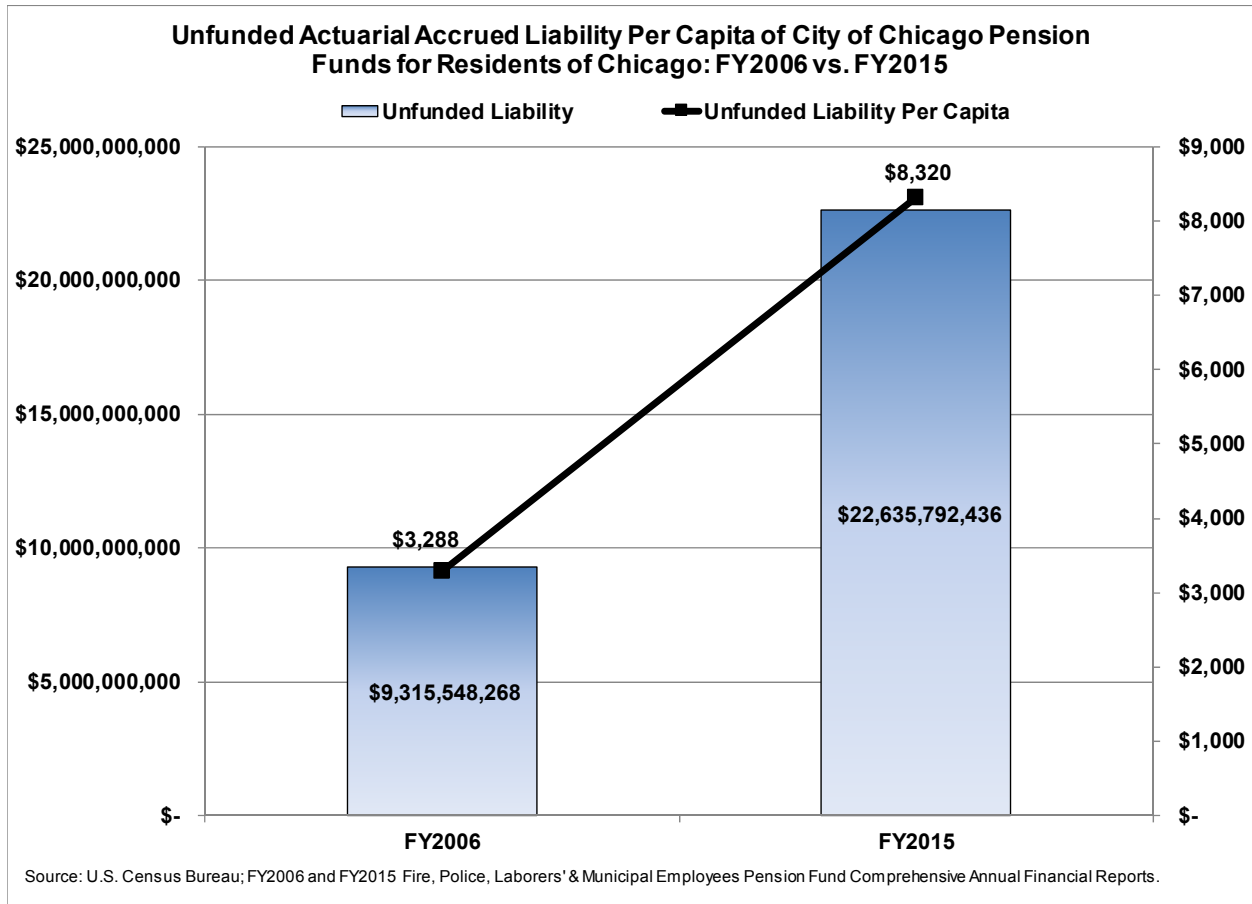 Unfunded Actuarial Accrued Liability Per Capita of City of Chicago Pension
Funds for Residents of Chicago: FY2006 vs. FY2015
Unfunded Liability
Unfunded Liability Per Capita
$25,000,000,000
$20,000,000,000
$15,000,000,000
$10,000,000,000
$5,000,000,000
$-
$3,288
$9,315,548,268
$8,320
$22,635,792,436
$9,000
$8,000
$7,000
$6,000
$5,000
$4,000
$3,000
$2,000
$1,000
$-
FY2006
FY2015
Source: U.S. Census Bureau; FY2006 and FY2015 Fire, Police, Laborers' & Municipal Employees Pension Fund Comprehensive Annual Financial Reports.